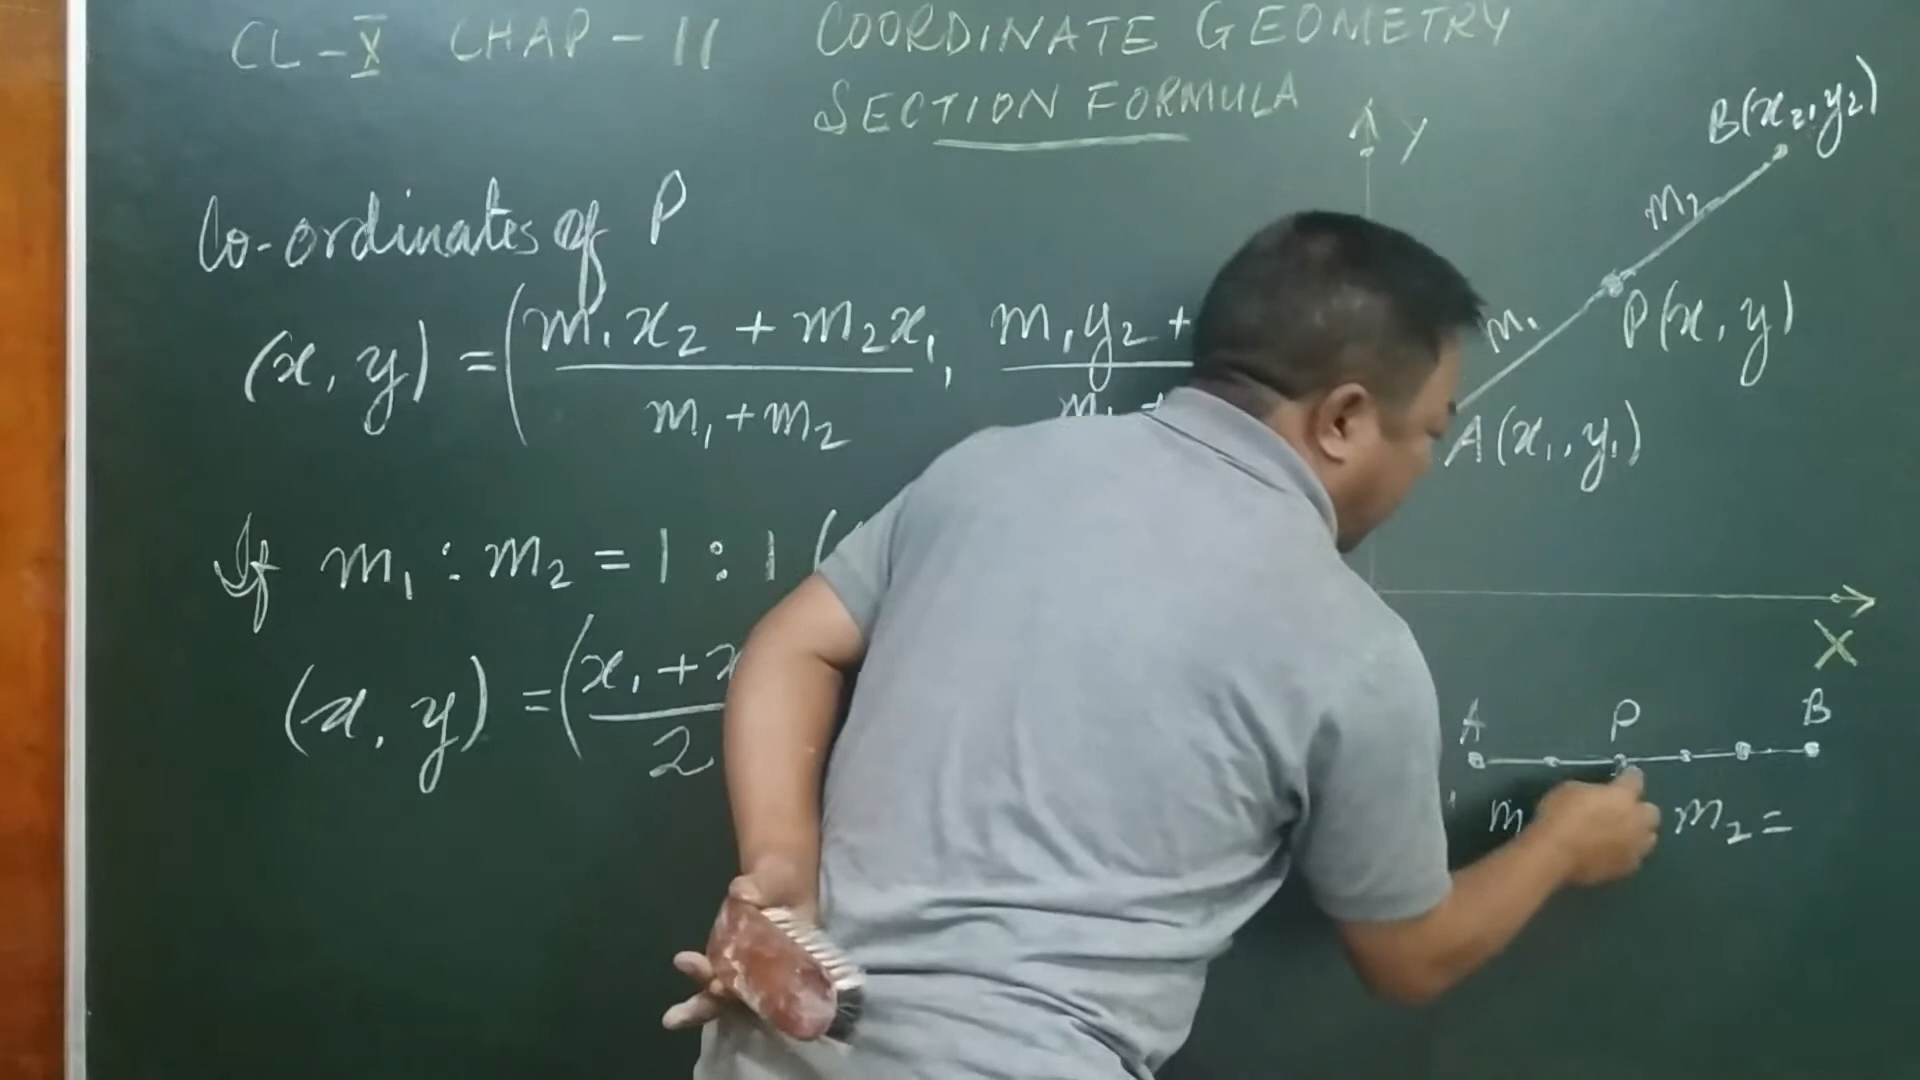 CL-X CHAP-11 COORDINATE GEOMETRY
SECTION FORMULA
Co-ordinates of P
(x, y) = (m₁x₂ + m₂x₁ / m₁ + m₂, m₁y₂ + / m₁ +
If m₁ : m₂ = 1 : 1 (
(x, y) = (x₁ + x / 2
Y
B(x₂, y₂)
m₂
m₁
P(x, y)
A(x₁, y₁)
X
A P B
m m₂ =